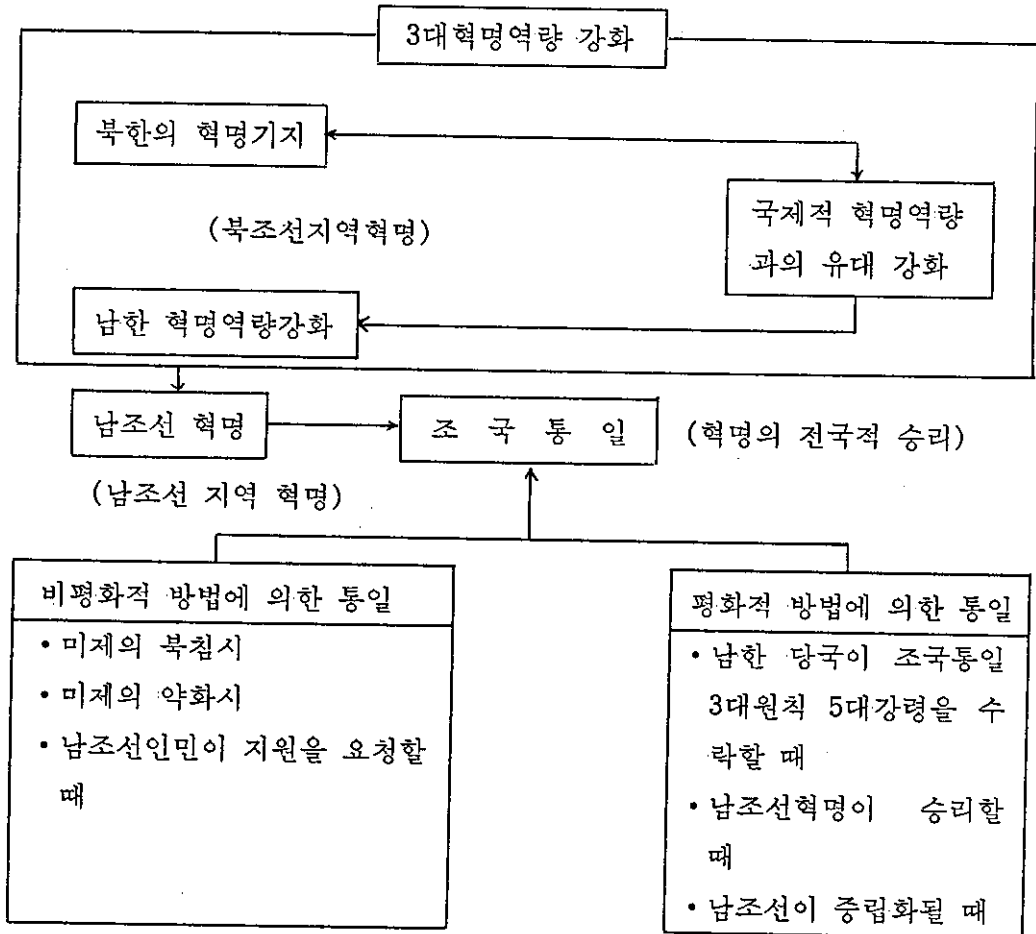 3대혁명역량 강화
북한의 혁명기지
국제적 혁명역량
과의 유대 강화
(북조선지역혁명)
남한 혁명역량강화
남조선 혁명
조 국 통 일
(혁명의 전국적 승리)
(남조선 지역 혁명)
비평화적 방법에 의한 통일
• 미제의 북침시
• 미제의 약화시
• 남조선인민이 지원을 요청할
때
평화적 방법에 의한 통일
• 남한 당국이 조국통일
3대원칙 5대강령을 수
락할 때
• 남조선혁명이 승리할
때
• 남조선이 중립화될 때